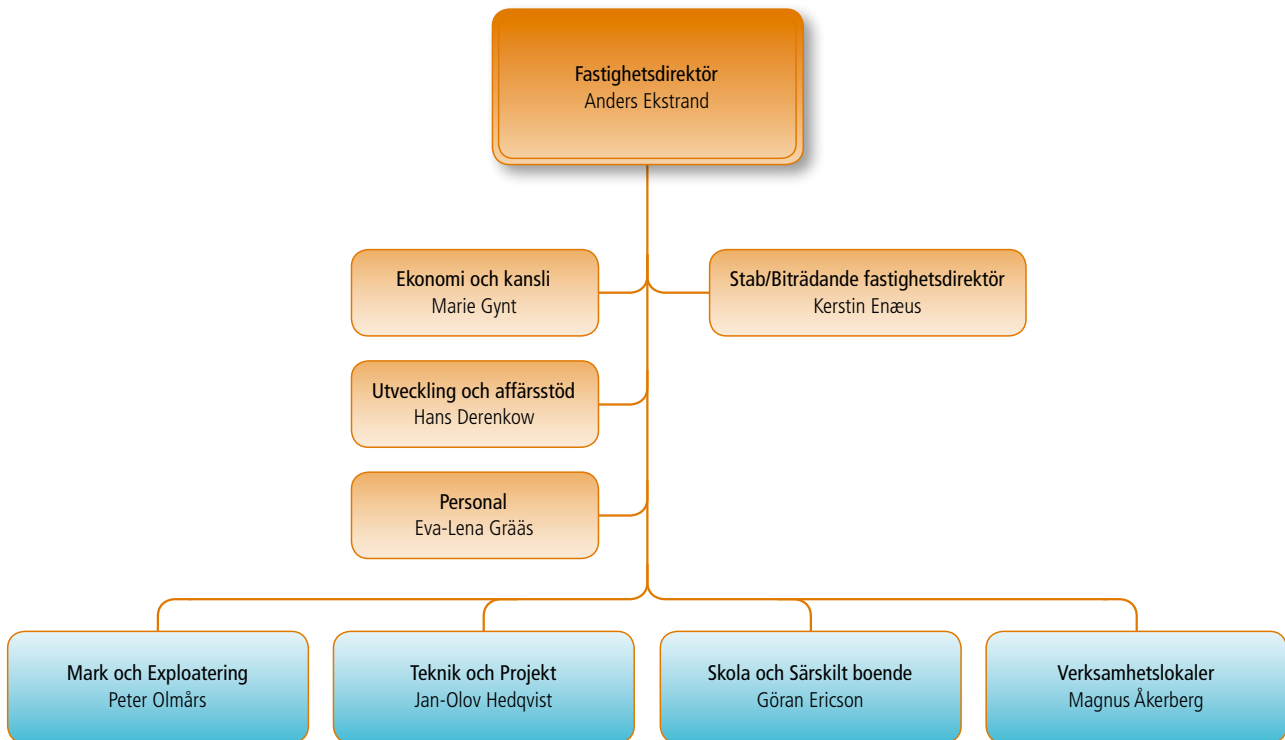 Fastighetsdirektör
Anders Ekstrand
Ekonomi och kansli
Marie Gynt
Stab/Biträdande fastighetsdirektör
Kerstin Enæus
Utveckling och affärsstöd
Hans Derenkow
Personal
Eva-Lena Grääs
Mark och Exploatering
Peter Olmårs
Teknik och Projekt
Jan-Olov Hedqvist
Skola och Särskilt boende
Göran Ericson
Verksamhetslokaler
Magnus Åkerberg